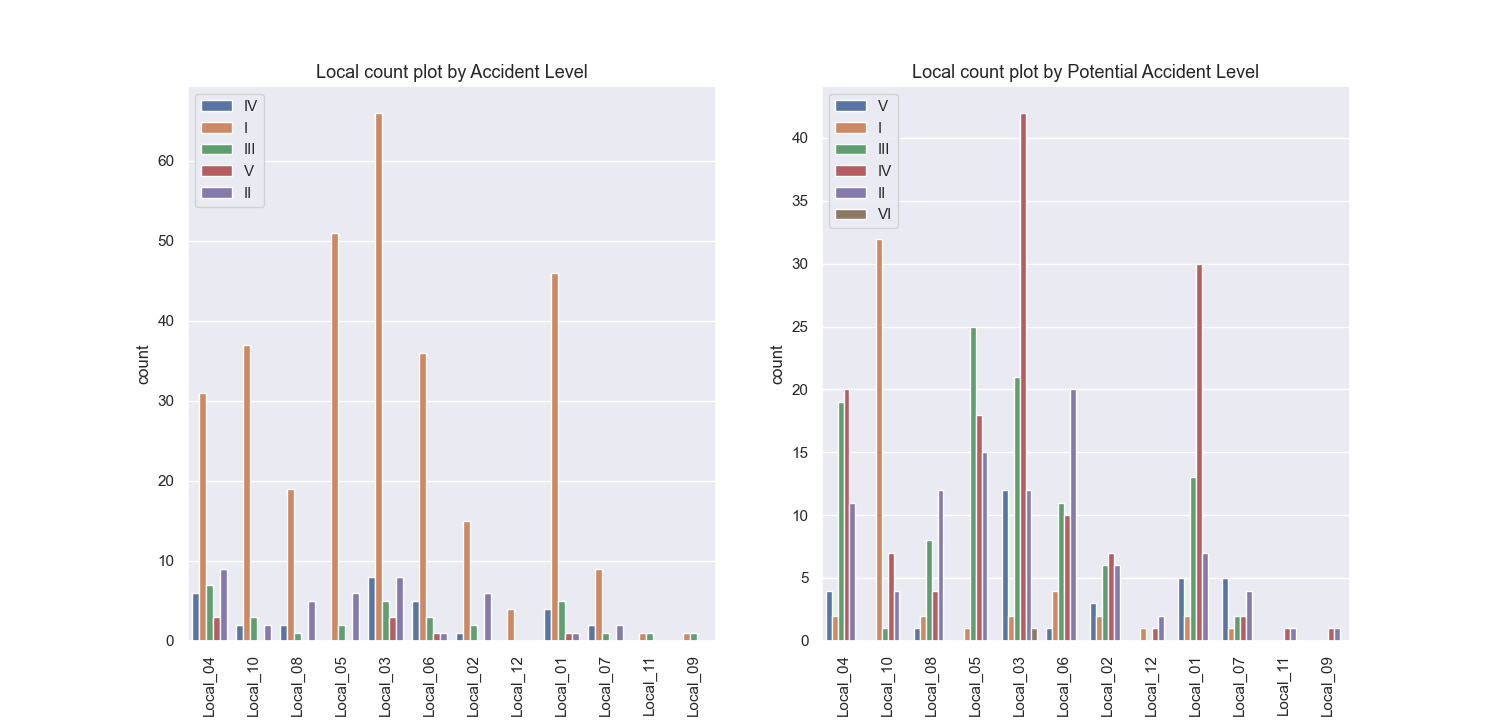 Local count plot by Accident Level
IV
I
III
V
II
60
50
40
30
20
10
0
count
Local_04
Local_10
Local_08
Local_05
Local_03
Local_06
Local_02
Local_12
Local_01
Local_07
Local_11
Local_09
Local count plot by Potential Accident Level
V
I
III
IV
II
VI
40
35
30
25
20
15
10
5
0
count
Local_04
Local_10
Local_08
Local_05
Local_03
Local_06
Local_02
Local_12
Local_01
Local_07
Local_11
Local_09